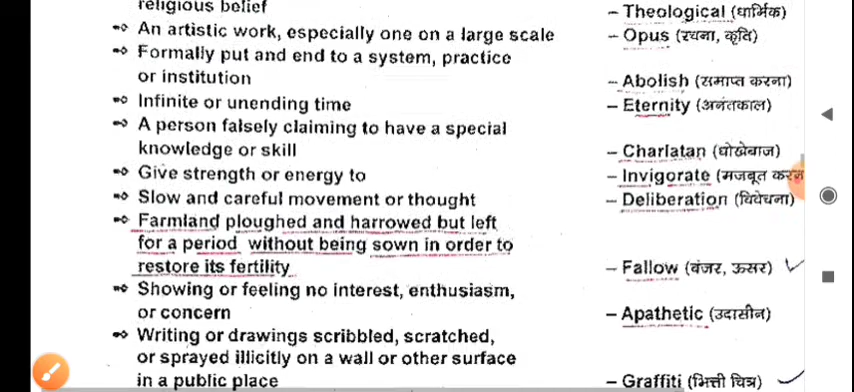 religious belief – Theological (धार्मिक)
An artistic work, especially one on a large scale – Opus (रचना, कृति)
Formally put and end to a system, practice
or institution – Abolish (समाप्त करना)
Infinite or unending time – Eternity (अनंतकाल)
A person falsely claiming to have a special
knowledge or skill – Charlatan (धोखेबाज)
Give strength or energy to – Invigorate (मजबूत करना
Slow and careful movement or thought – Deliberation (विवेचना)
Farmland ploughed and harrowed but left
for a period without being sown in order to
restore its fertility – Fallow (बंजर, ऊसर)
Showing or feeling no interest, enthusiasm,
or concern – Apathetic (उदासीन)
Writing or drawings scribbled, scratched,
or sprayed illicitly on a wall or other surface
in a public place – Graffiti (भित्ती चित्र)